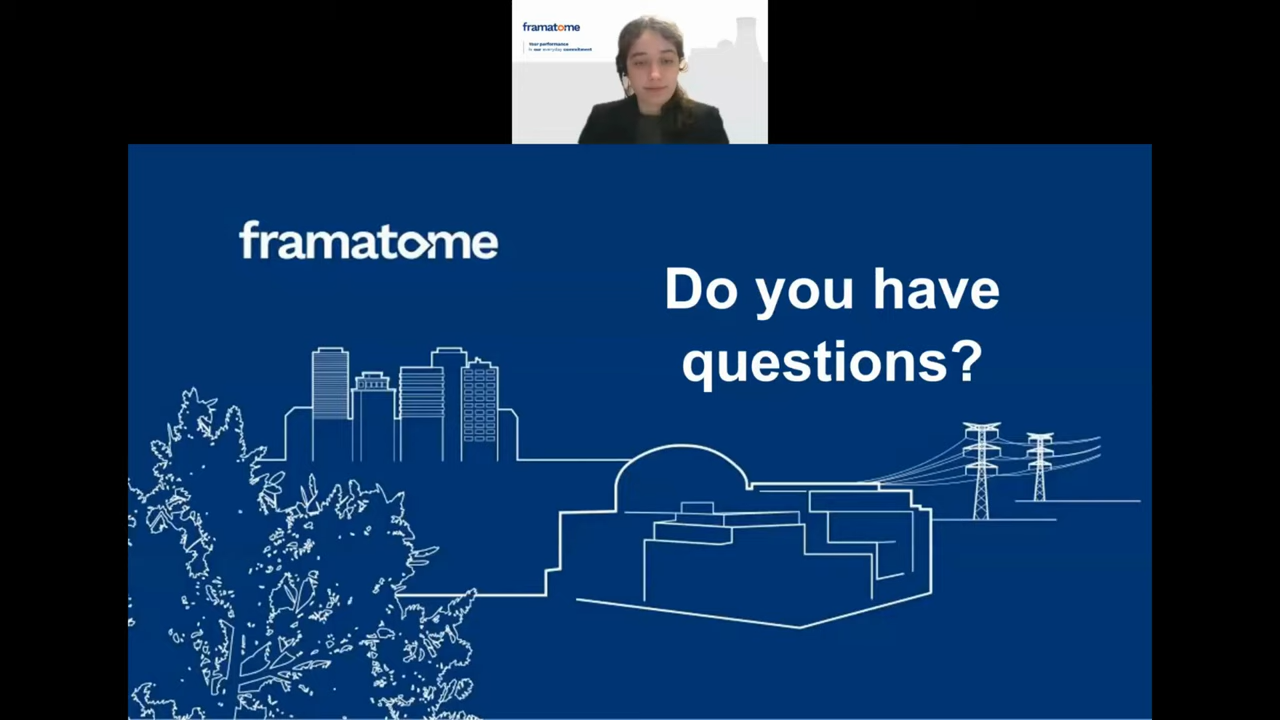 framatome
Your performance
is our everyday commitment
framatome
Do you have
questions?